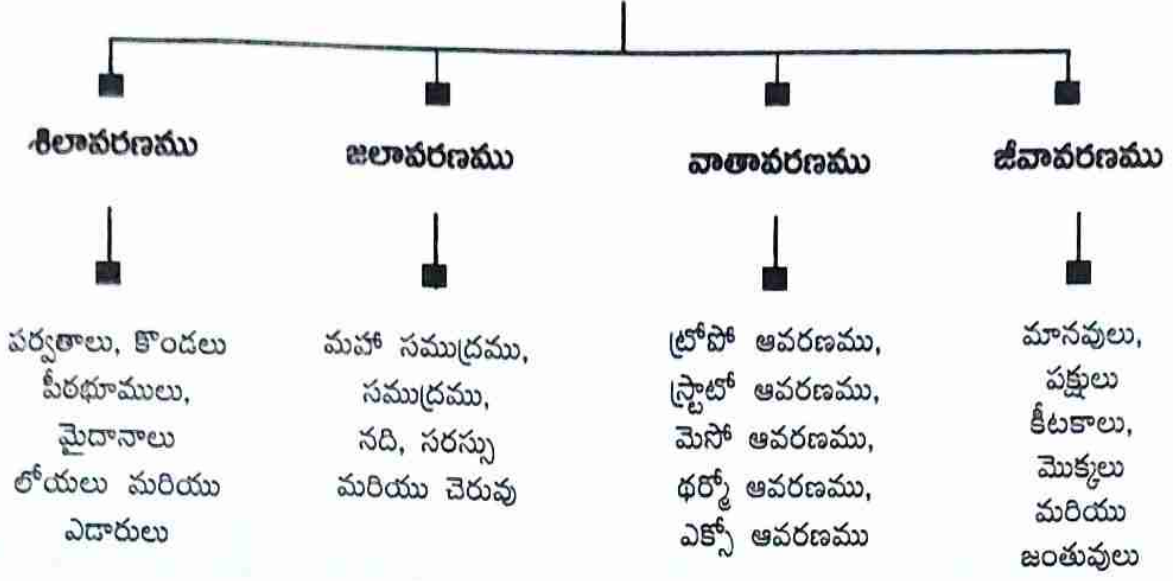 శిలావరణము
జలావరణము
వాతావరణము
జీవావరణము
పర్వతాలు, కొండలు
పీఠభూములు,
మైదానాలు
లోయలు మరియు
ఎడారులు
మహా సముద్రము,
సముద్రము,
నది, సరస్సు
మరియు చెరువు
ట్రోపో ఆవరణము,
స్ట్రాటో ఆవరణము,
మెసో ఆవరణము,
థర్మో ఆవరణము,
ఎక్సో ఆవరణము
మానవులు,
పక్షులు
కీటకాలు,
మొక్కలు
మరియు
జంతువులు